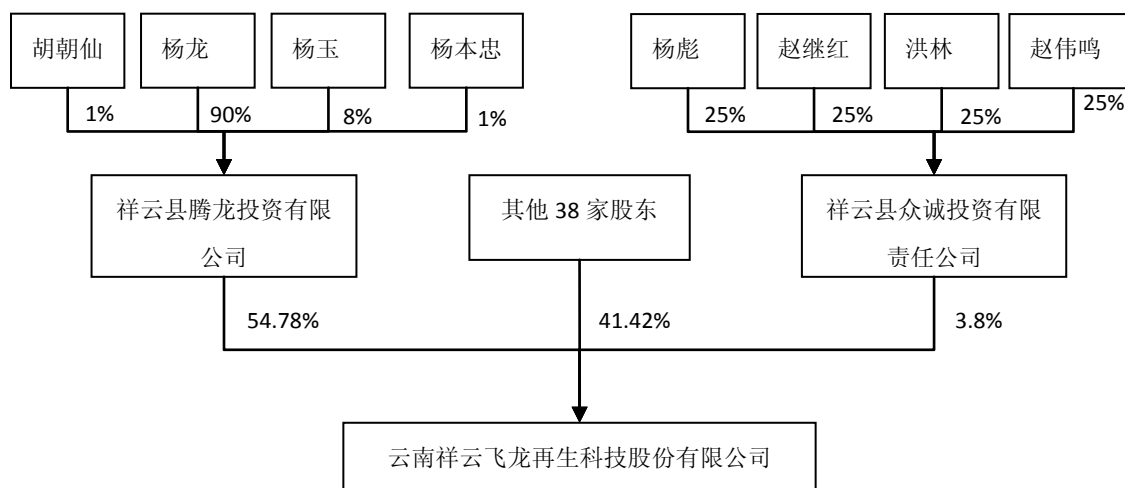 胡朝仙
杨龙
杨玉
杨本忠
杨彪
赵继红
洪林
赵伟鸣
1%
90%
8%
1%
25%
25%
25%
25%
祥云县腾龙投资有限
公司
其他 38 家股东
祥云县众诚投资有限
责任公司
54.78%
41.42%
3.8%
云南祥云飞龙再生科技股份有限公司